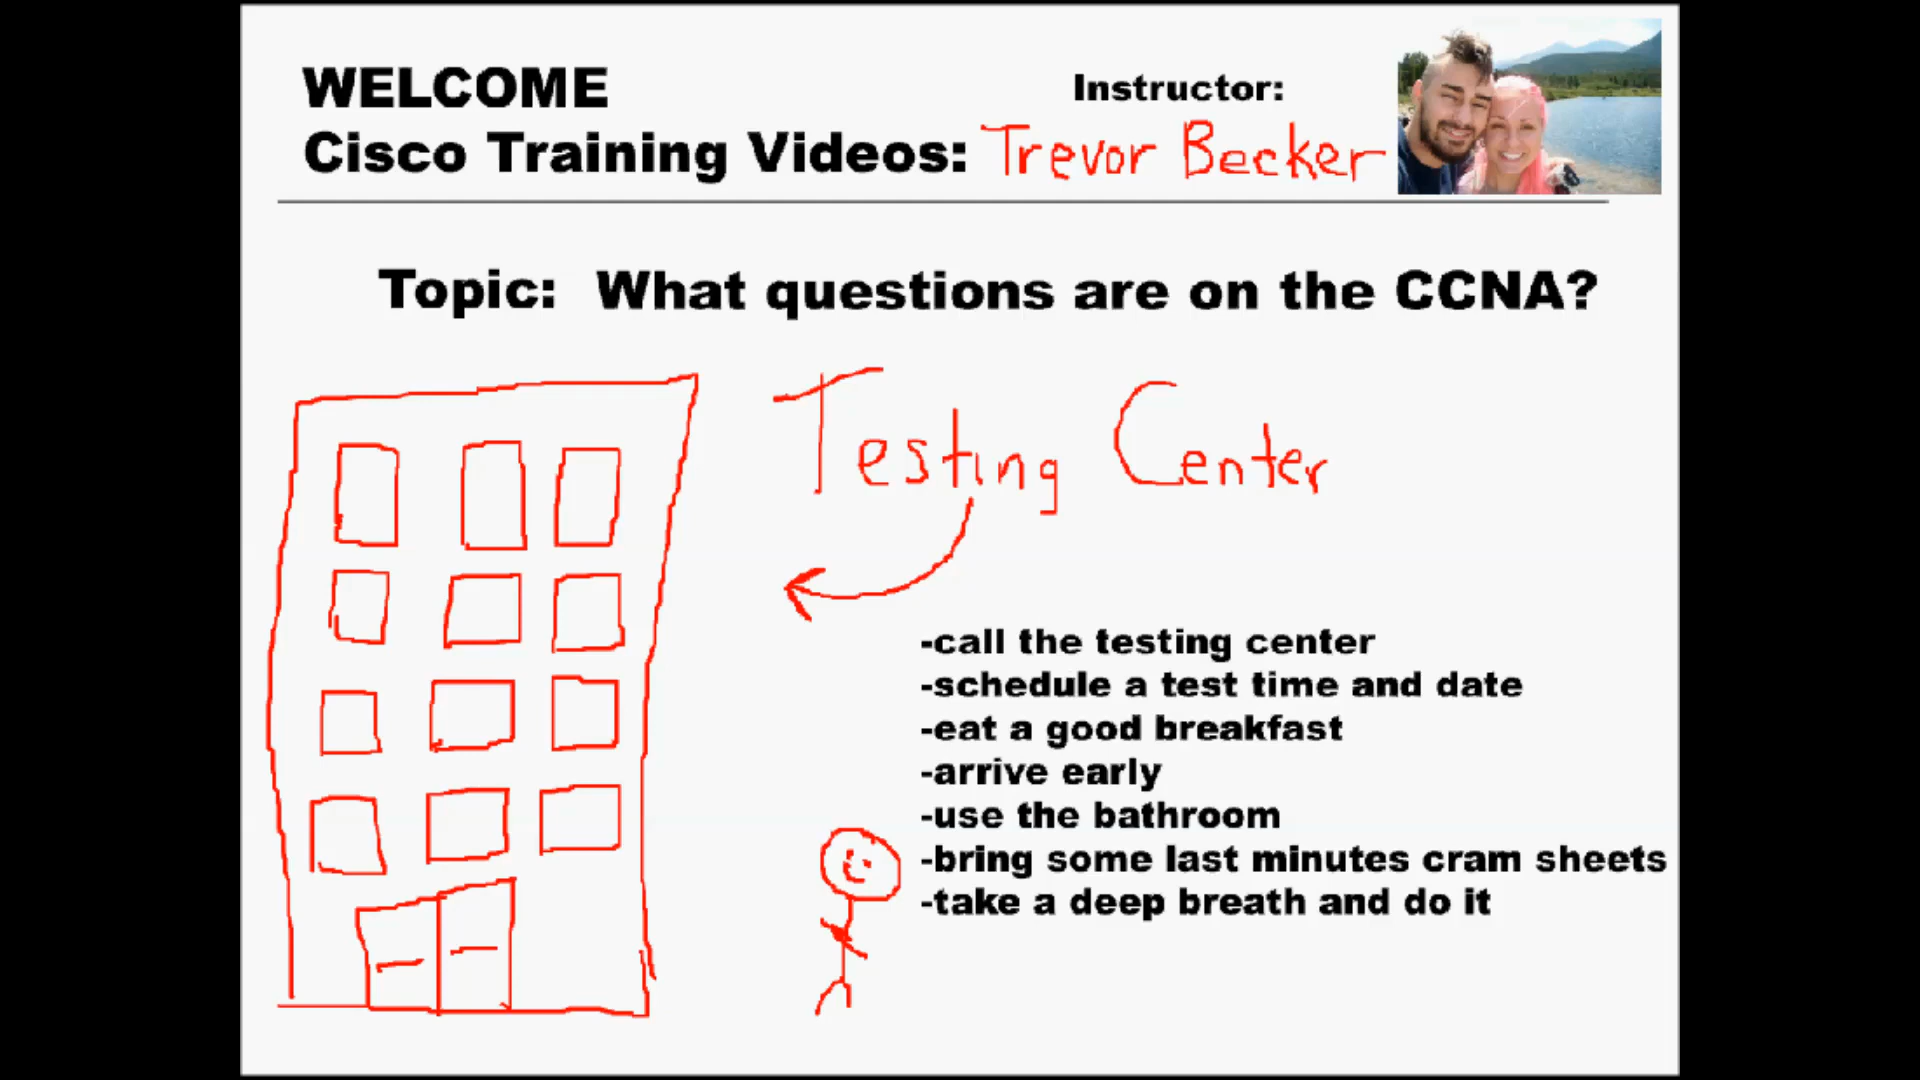 WELCOME
Instructor:
Cisco Training Videos: Trevor Becker
Topic: What questions are on the CCNA?
Testing Center
-call the testing center
-schedule a test time and date
-eat a good breakfast
-arrive early
-use the bathroom
-bring some last minutes cram sheets
-take a deep breath and do it